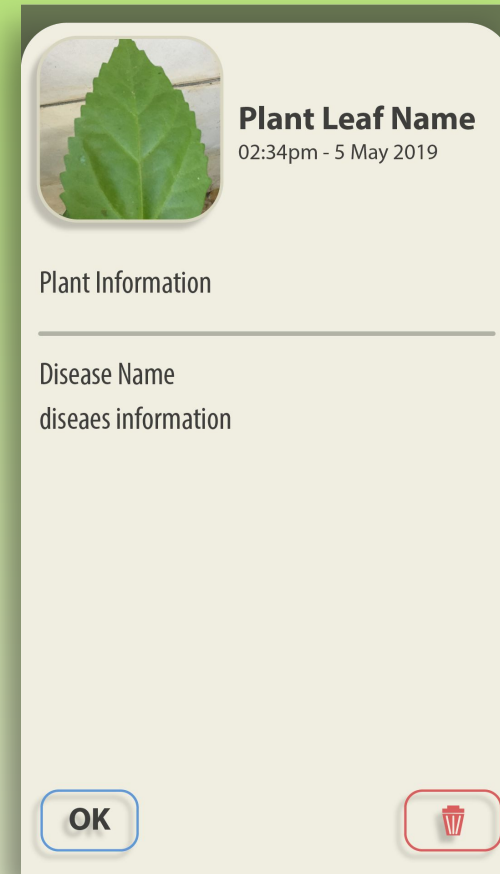 Plant Leaf Name
02:34pm - 5 May 2019
Plant Information
Disease Name
diseaes information
OK